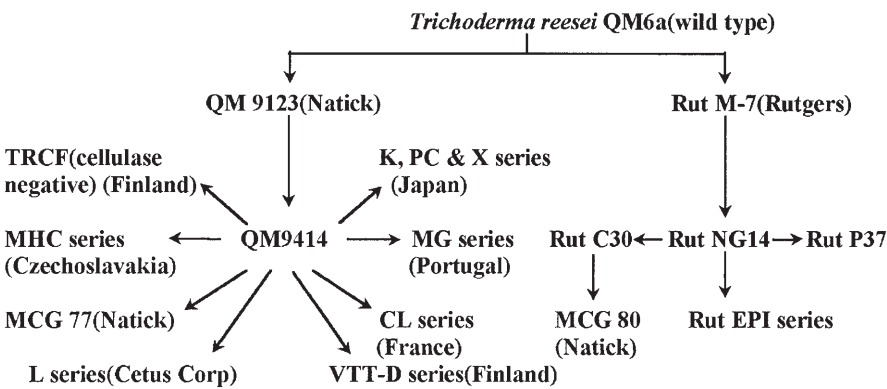 Trichoderma reesei QM6a(wild type)
QM 9123(Natick)
Rut M-7(Rutgers)
TRCF(cellulase
negative) (Finland)
K, PC & X series
(Japan)
MHC series
(Czechoslavakia)
QM9414
MG series
(Portugal)
Rut C30
Rut NG14
Rut P37
MCG 77(Natick)
CL series
(France)
MCG 80
(Natick)
Rut EPI series
L series(Cetus Corp)
VTT-D series(Finland)